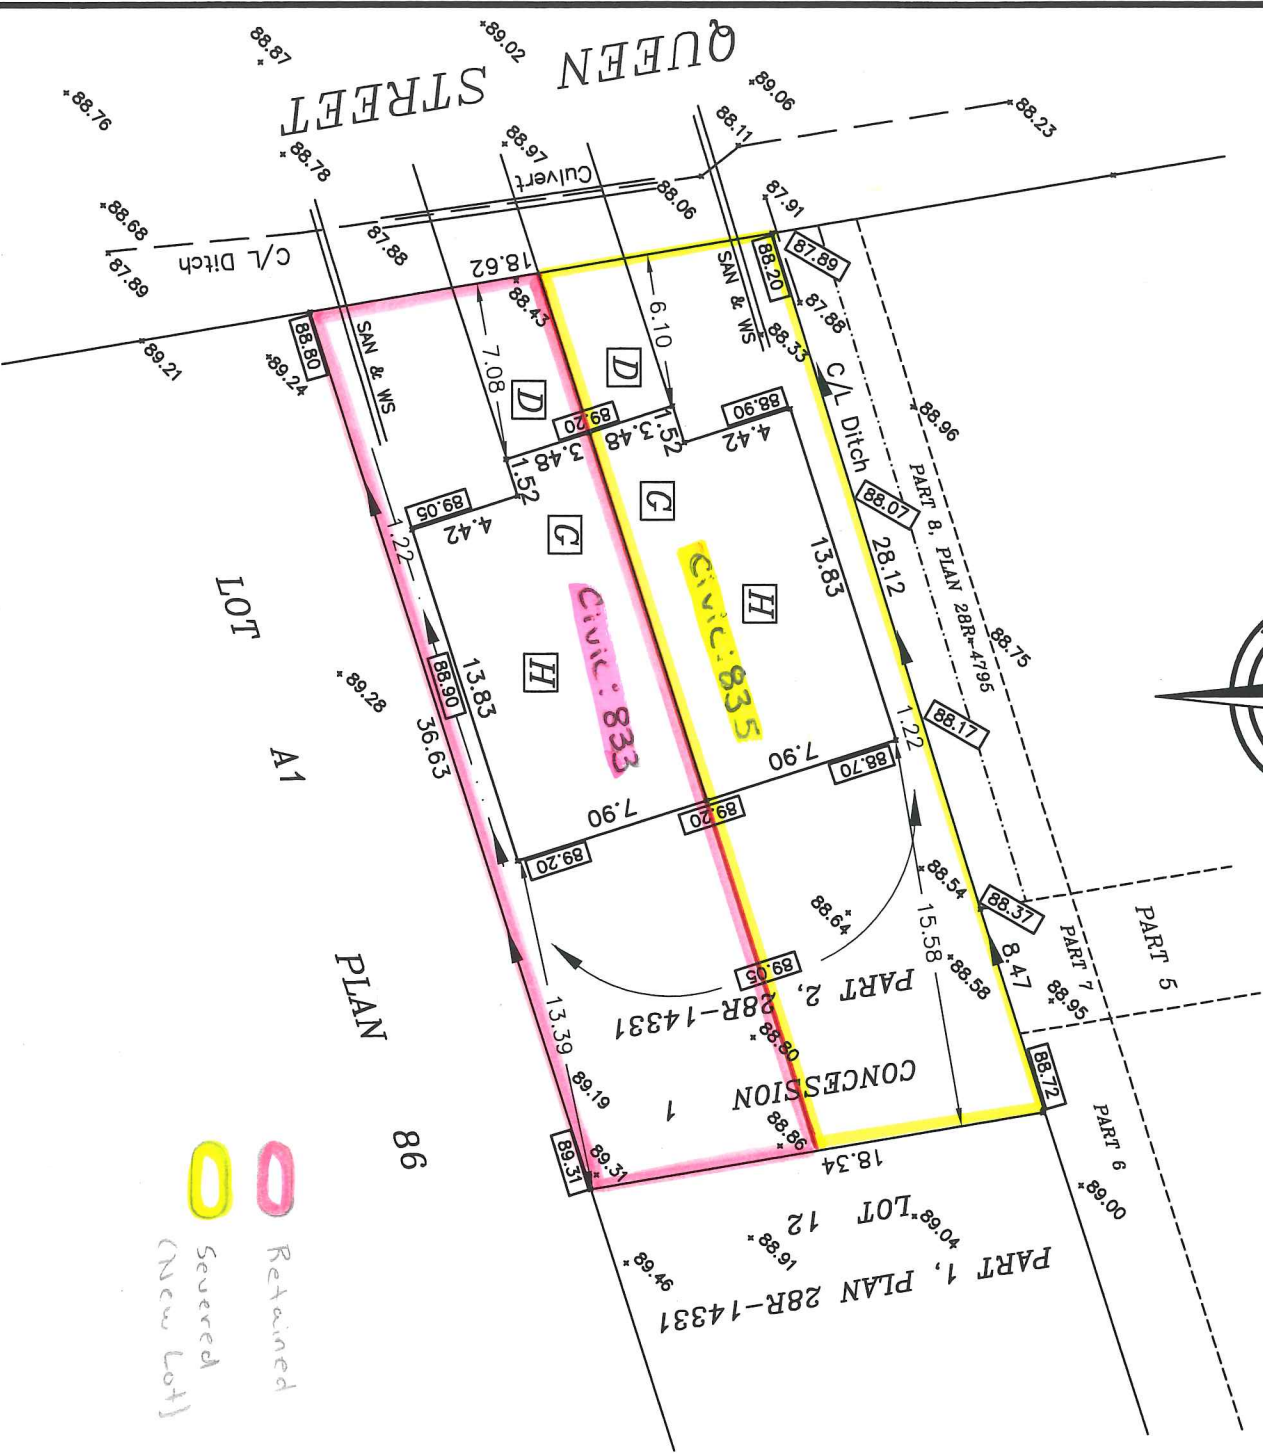 QUEEN STREET
88.87
89.02
88.76
88.78
88.97
89.06
88.11
88.23
88.68
87.89
C/L Ditch
87.88
Culvert
88.06
87.91
87.89
88.20
87.88
88.33
SAN & WS
18.62
88.43
88.80
SAN & WS
89.21
89.24
7.08
6.10
D
D
89.20
3.48
3.48
1.52
1.52
88.90
4.42
89.05
4.42
C/L Ditch
88.96
PART 8, PLAN 28R-4795
88.07
28.12
88.75
88.17
1.22
1.22
G
G
H
H
13.83
13.83
Civic: 835
Civic: 833
88.90
36.63
89.28
7.90
7.90
88.70
89.20
89.20
88.54
88.64
15.58
88.58
88.37
8.47
PART 5
PART 7
88.95
PART 6
88.72
89.05
PART 2, 28R-14331
88.80
CONCESSION 1
88.86
13.39
89.19
89.31
89.31
18.34
89.00
LOT 12
89.04
88.91
89.46
PART 1, PLAN 28R-14331
LOT A1 PLAN 86
Retained
Severed
(New Lot)